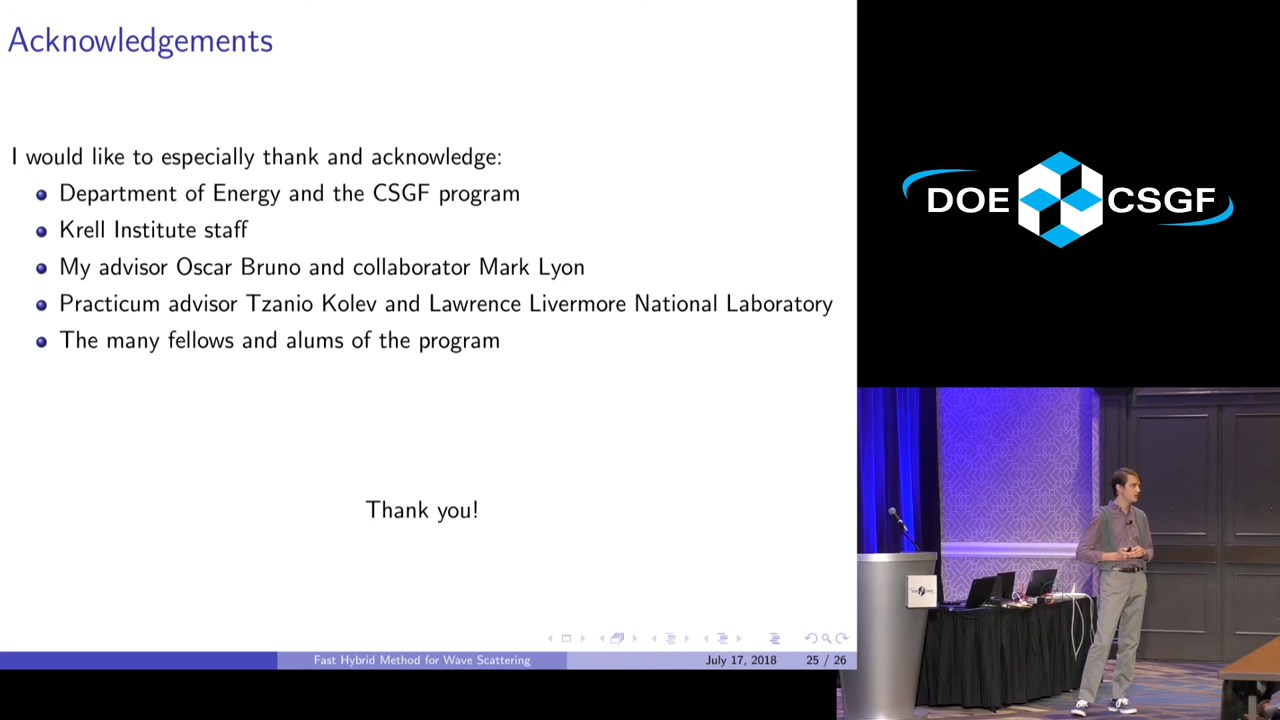 Acknowledgements
I would like to especially thank and acknowledge:
Department of Energy and the CSGF program
Krell Institute staff
My advisor Oscar Bruno and collaborator Mark Lyon
Practicum advisor Tzanio Kolev and Lawrence Livermore National Laboratory
The many fellows and alums of the program
Thank you!
Fast Hybrid Method for Wave Scattering
July 17, 2018
25 / 26
DOE CSGF